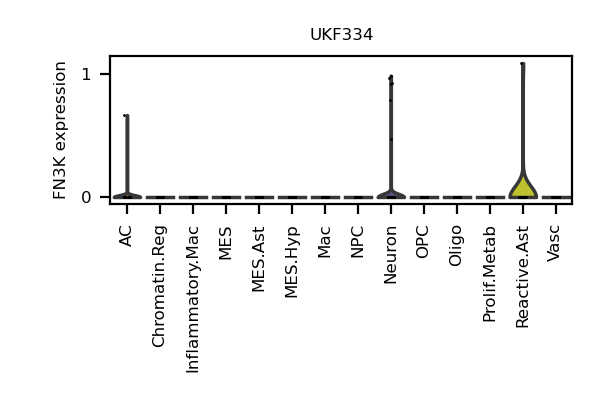 UKF334
FN3K expression
1
0
AC
Chromatin.Reg
Inflammatory.Mac
MES
MES.Ast
MES.Hyp
Mac
NPC
Neuron
OPC
Oligo
Prolif.Metab
Reactive.Ast
Vasc